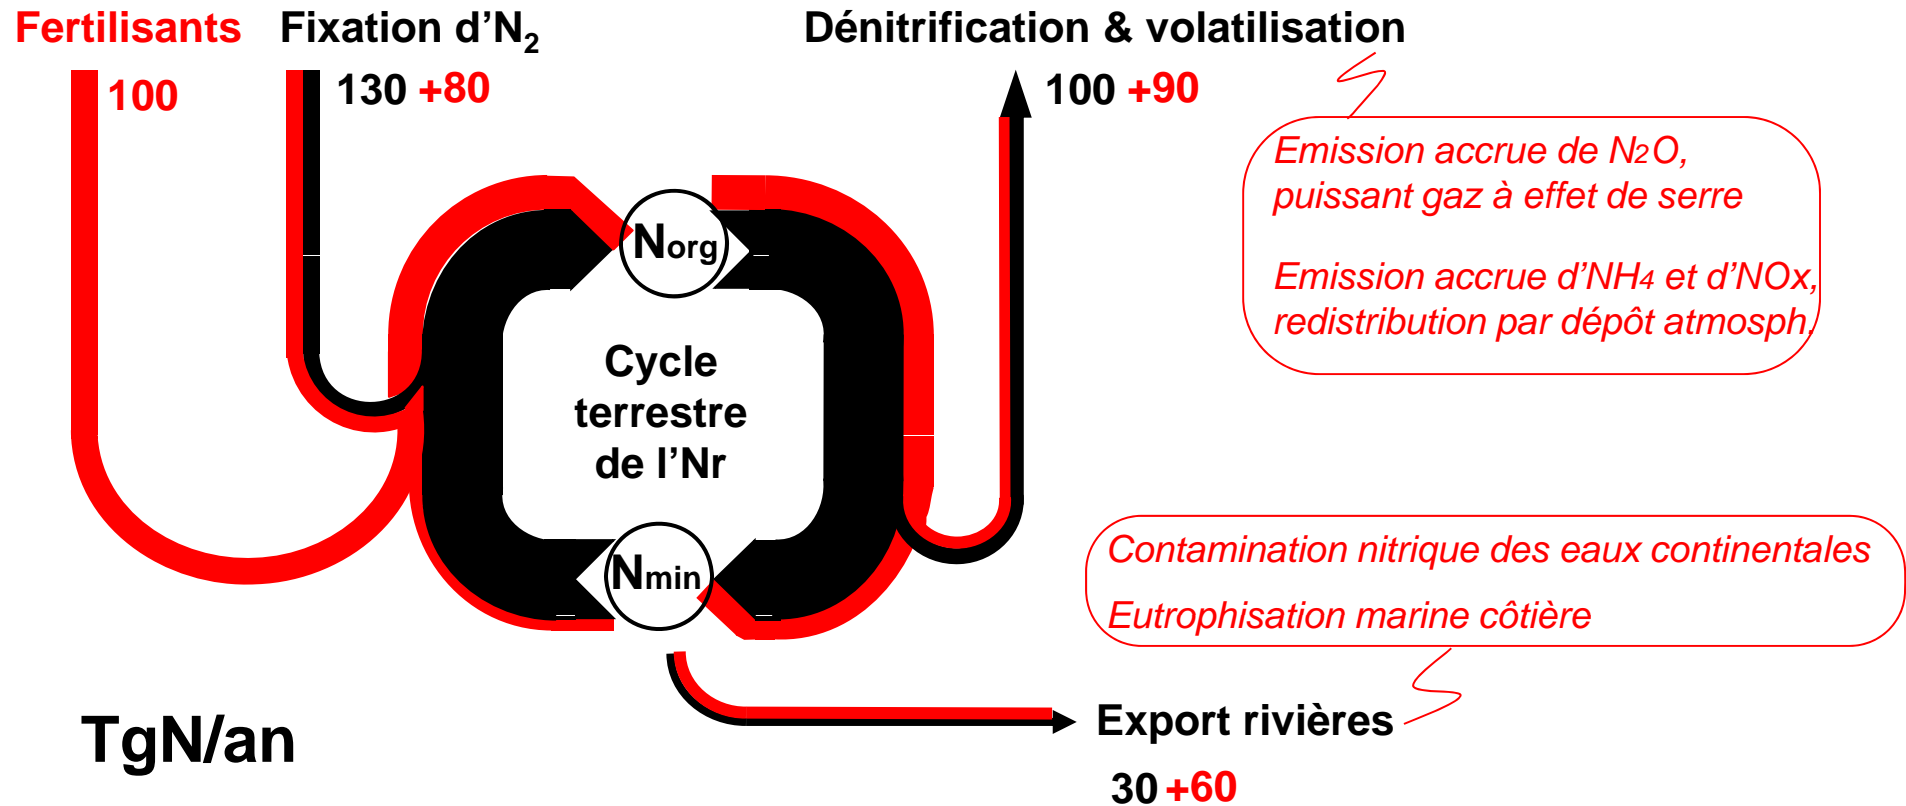 Fertilisants
100
Fixation d’N2
130 +80
Dénitrification & volatilisation
100 +90
Emission accrue de N2O,
puissant gaz à effet de serre
Emission accrue d’NH4 et d’NOx,
redistribution par dépôt atmosph.
Norg
Cycle
terrestre
de l’Nr
Nmin
Contamination nitrique des eaux continentales
Eutrophisation marine côtière
Export rivières
30 +60
TgN/an